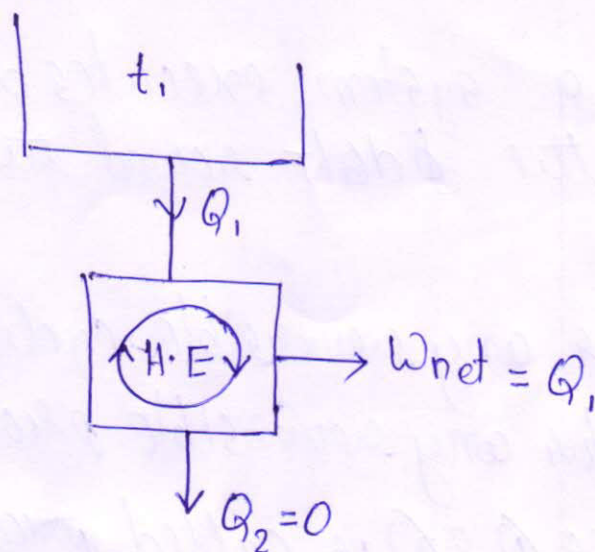 t₁
Q₁
H·E
Wnet = Q₁
Q₂=0